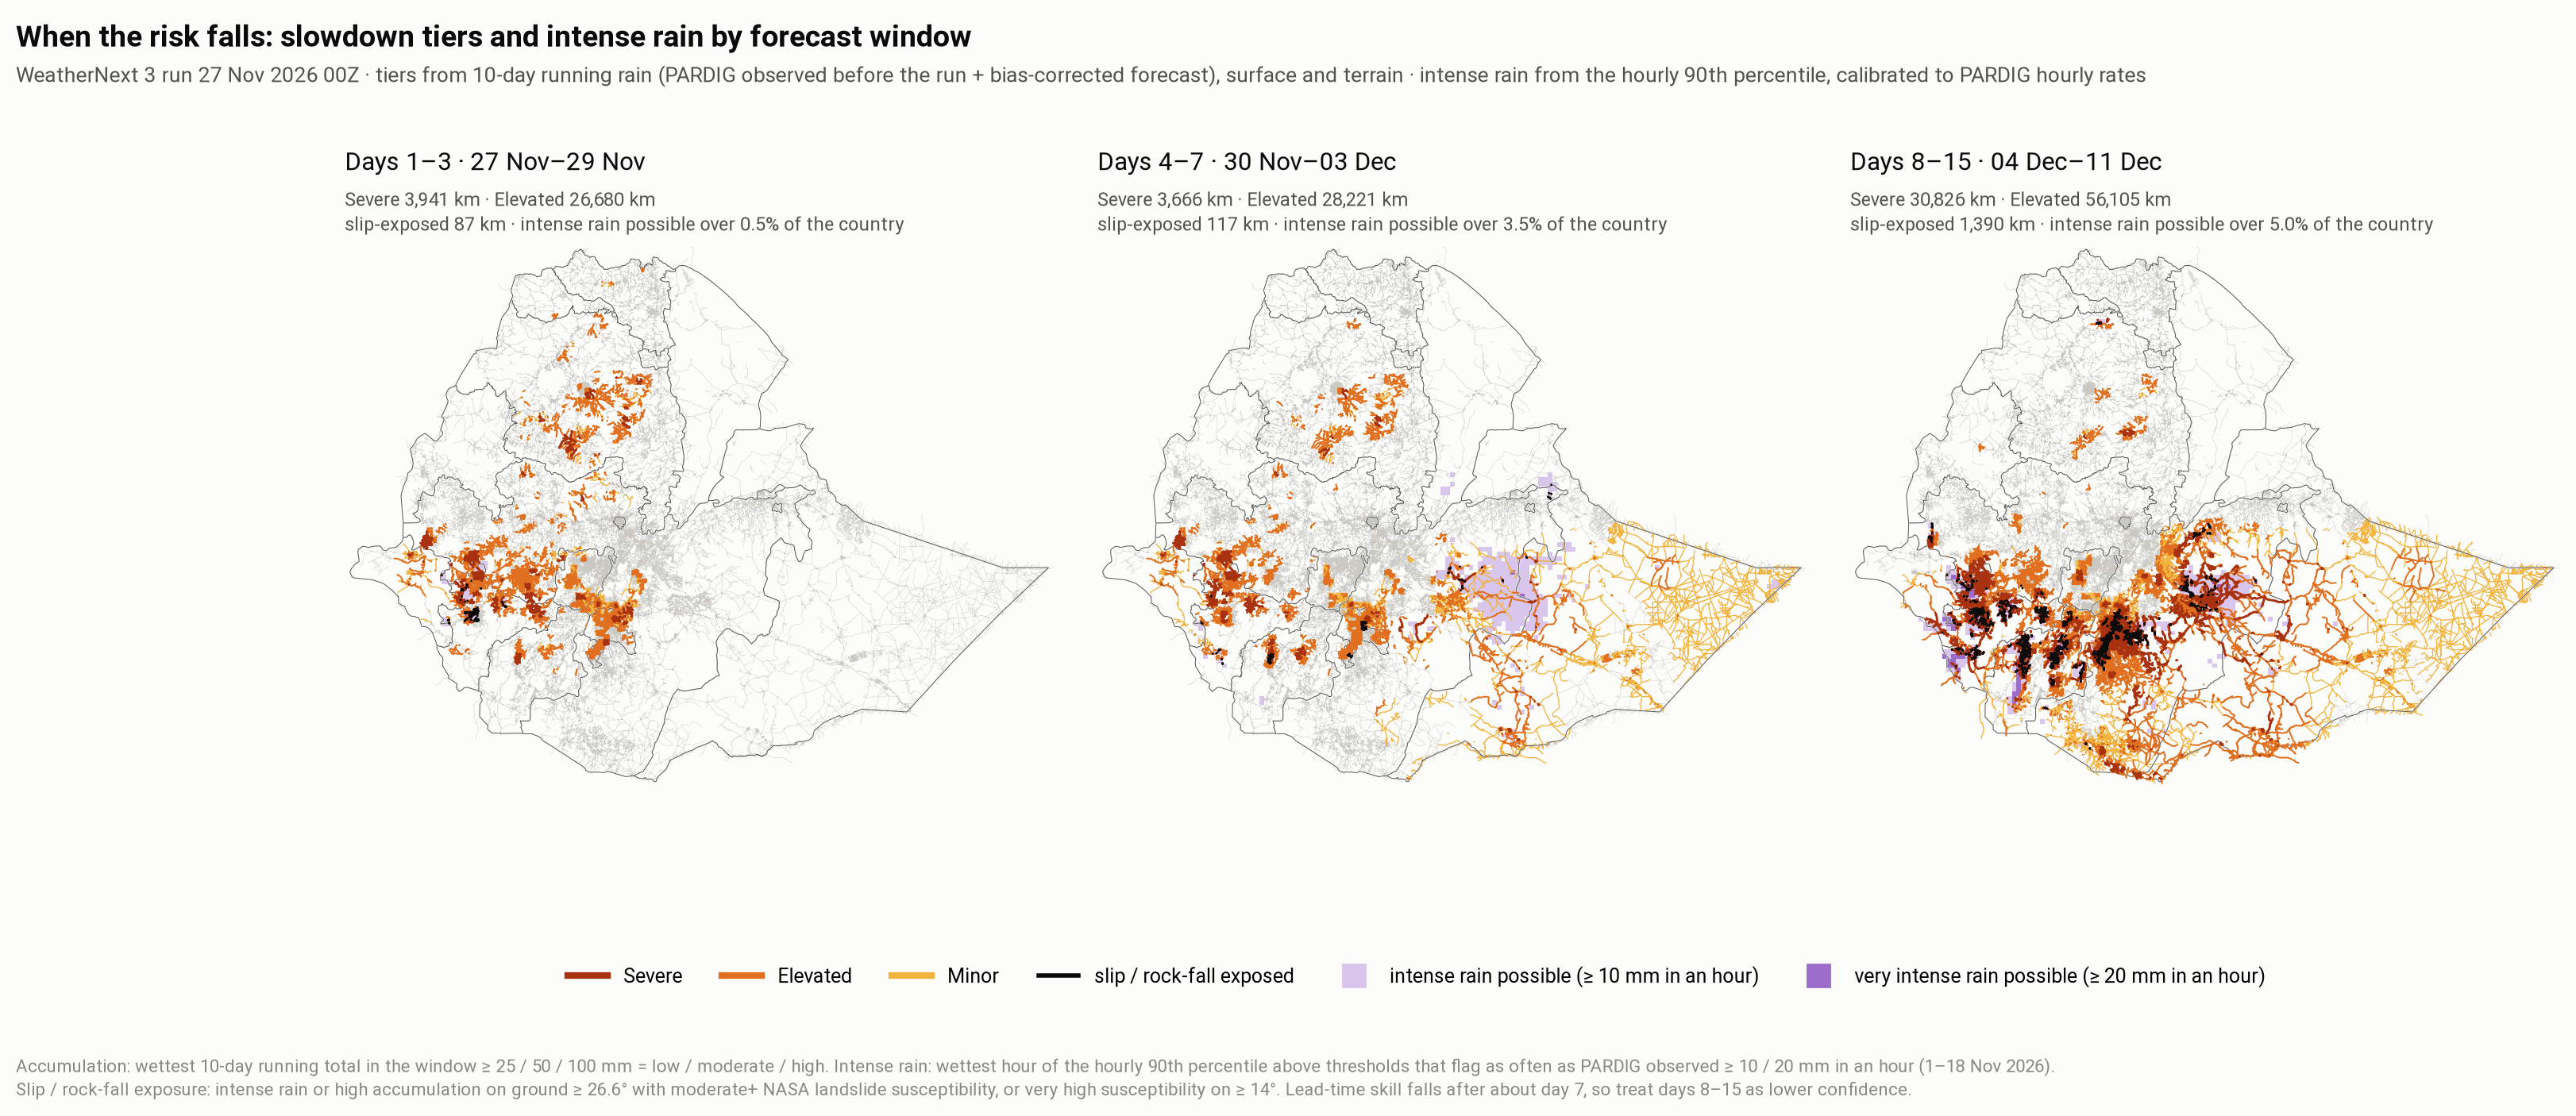 When the risk falls: slowdown tiers and intense rain by forecast window
WeatherNext 3 run 27 Nov 2026 00Z · tiers from 10-day running rain (PARDIG observed before the run + bias-corrected forecast), surface and terrain · intense rain from the hourly 90th percentile, calibrated to PARDIG hourly rates
Days 1–3 · 27 Nov–29 Nov
Severe 3,941 km · Elevated 26,680 km
slip-exposed 87 km · intense rain possible over 0.5% of the country
Days 4–7 · 30 Nov–03 Dec
Severe 3,666 km · Elevated 28,221 km
slip-exposed 117 km · intense rain possible over 3.5% of the country
Days 8–15 · 04 Dec–11 Dec
Severe 30,826 km · Elevated 56,105 km
slip-exposed 1,390 km · intense rain possible over 5.0% of the country
Severe
Elevated
Minor
slip / rock-fall exposed
intense rain possible (≥ 10 mm in an hour)
very intense rain possible (≥ 20 mm in an hour)
Accumulation: wettest 10-day running total in the window ≥ 25 / 50 / 100 mm = low / moderate / high. Intense rain: wettest hour of the hourly 90th percentile above thresholds that flag as often as PARDIG observed ≥ 10 / 20 mm in an hour (1–18 Nov 2026).
Slip / rock-fall exposure: intense rain or high accumulation on ground ≥ 26.6° with moderate+ NASA landslide susceptibility, or very high susceptibility on ≥ 14°. Lead-time skill falls after about day 7, so treat days 8–15 as lower confidence.